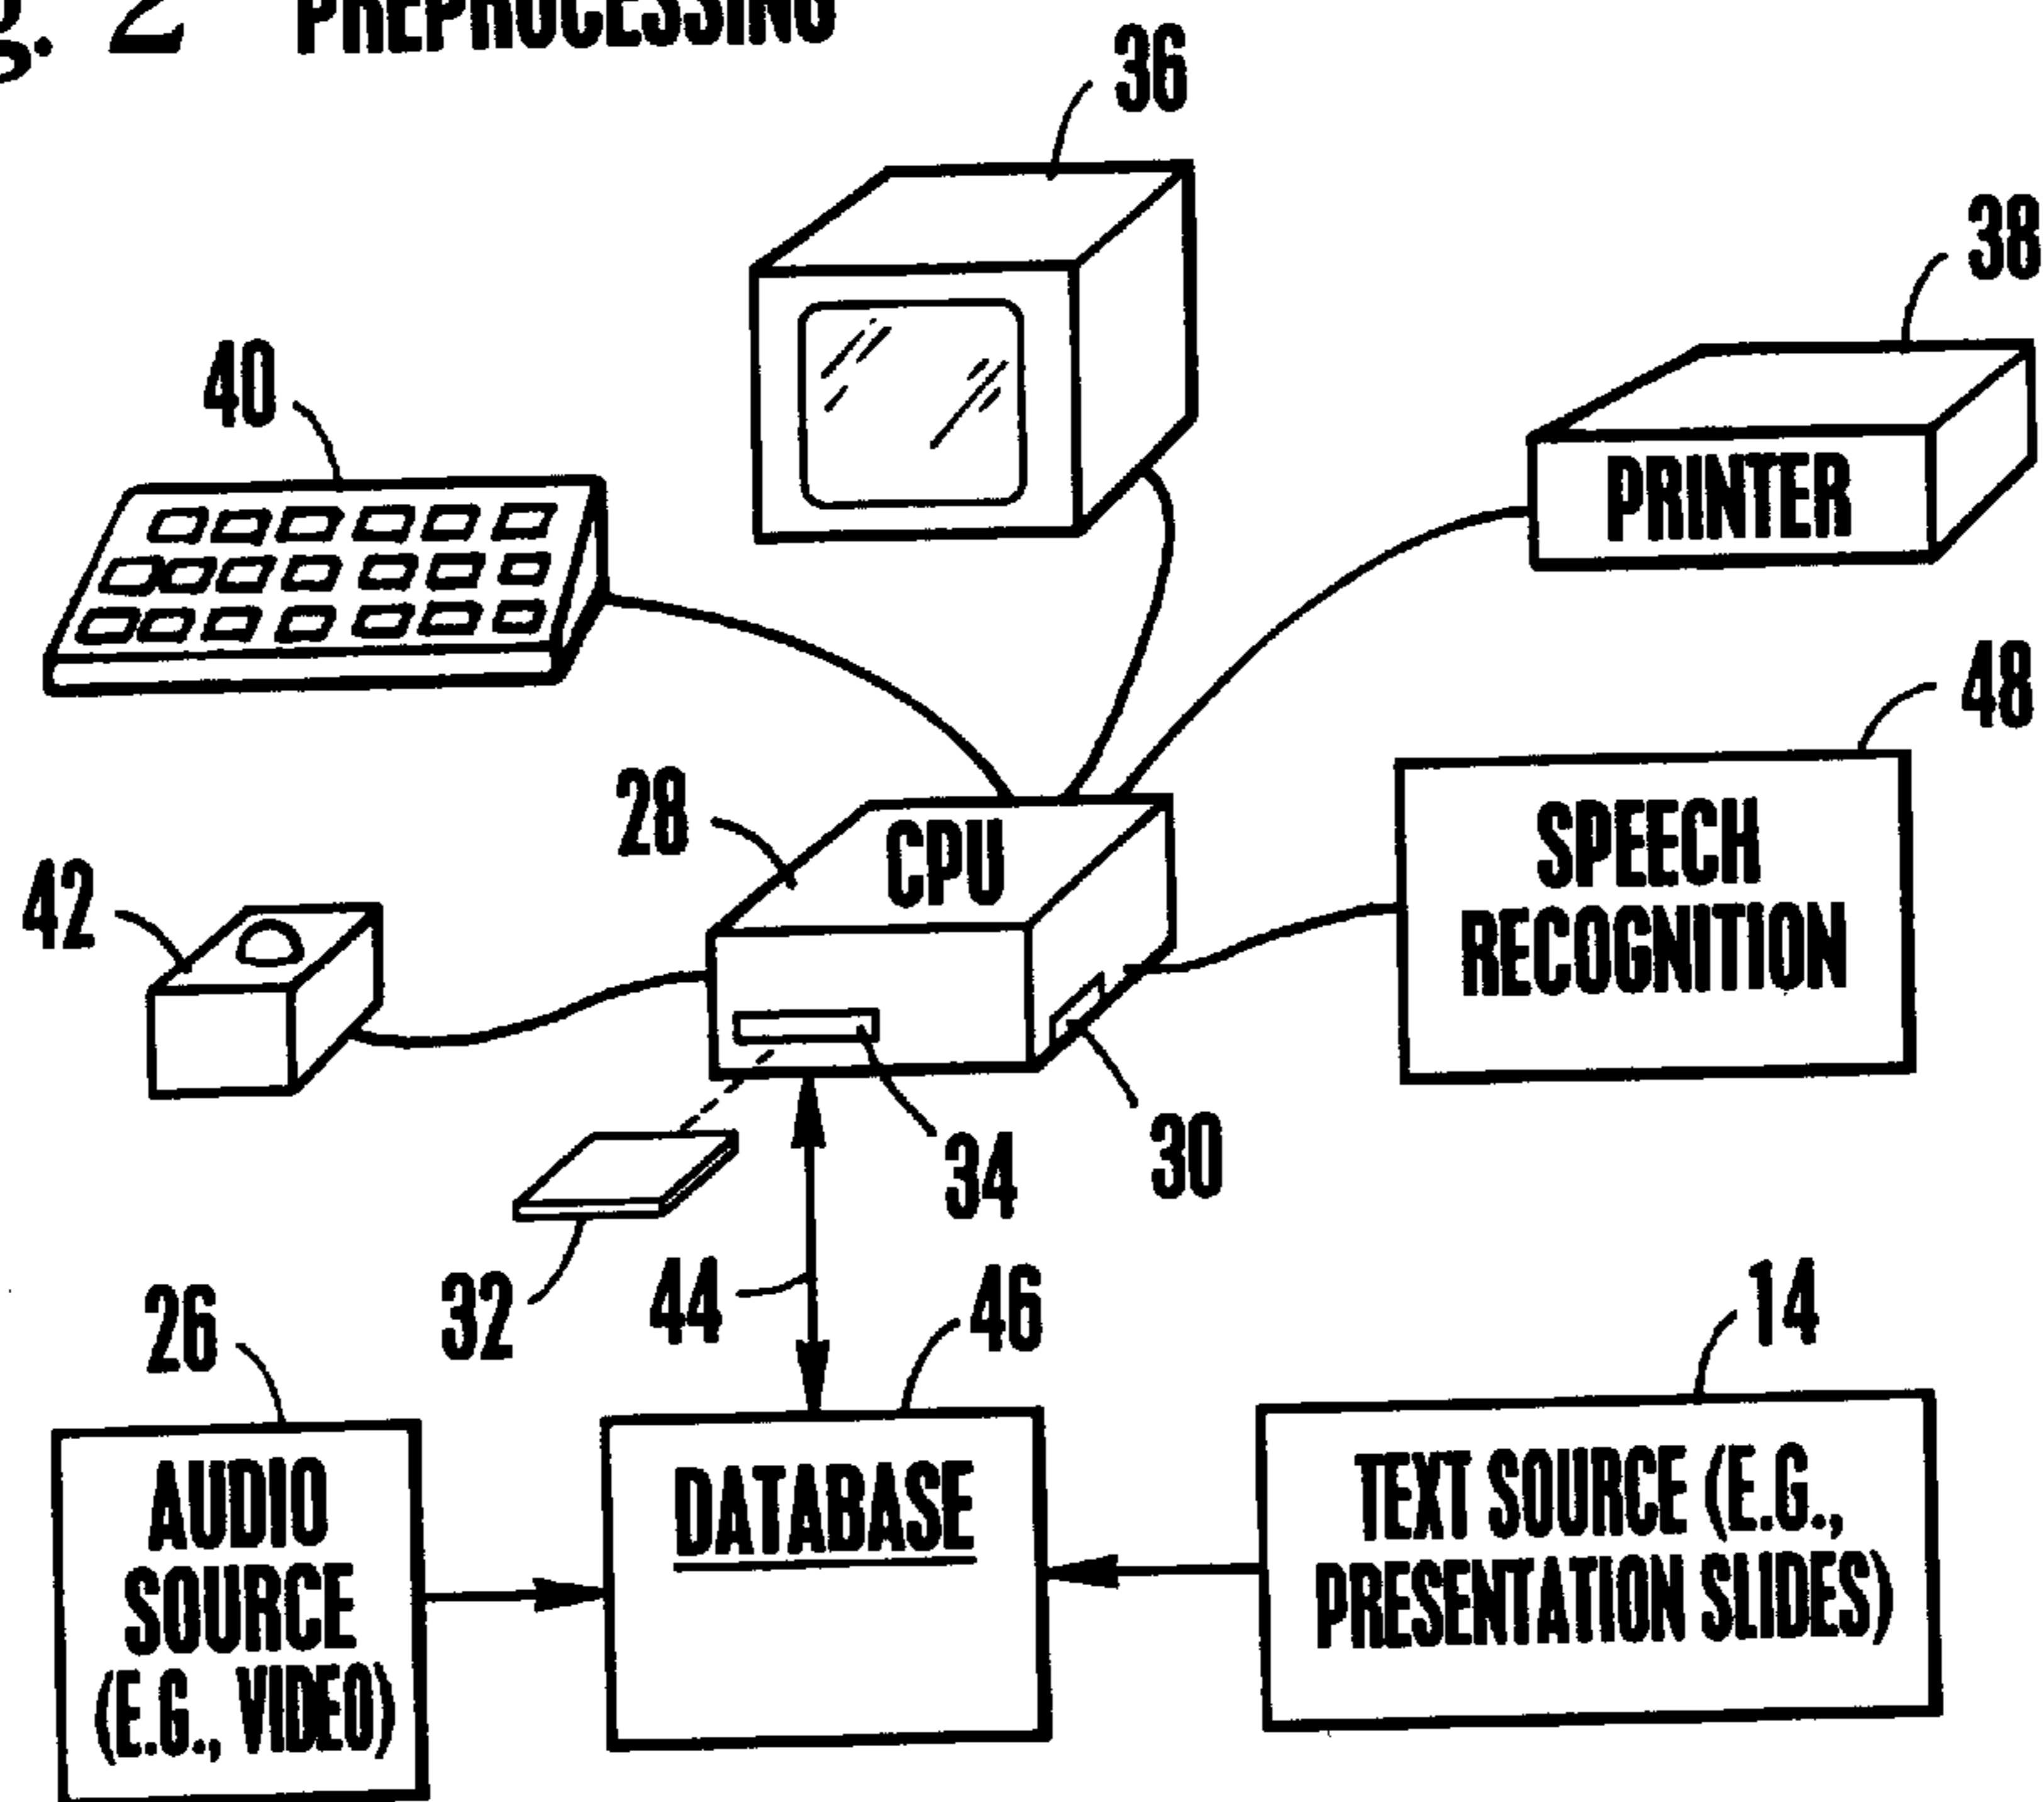 g. 2 PREPROCESSING
36
38
40
PRINTER
48
28
CPU
SPEECH
RECOGNITION
42
34
30
32
44
46
14
26
AUDIO
SOURCE
(E.G., VIDEO)
DATABASE
TEXT SOURCE (E.G.,
PRESENTATION SLIDES)